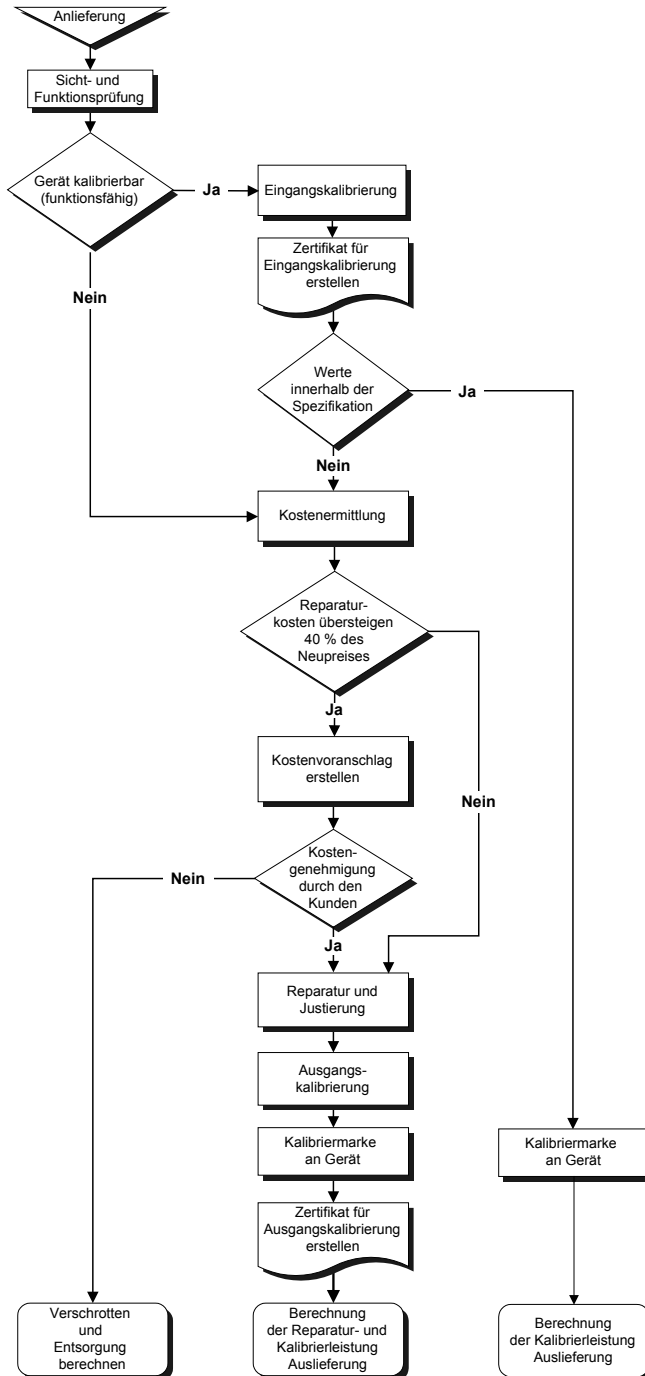 Anlieferung
Sicht- und
Funktionsprüfung
Gerät kalibrierbar
(funktionsfähig)
Ja
Eingangskalibrierung
Zertifikat für
Eingangskalibrierung
erstellen
Nein
Werte
innerhalb der
Spezifikation
Ja
Nein
Kostenermittlung
Reparatur-
kosten übersteigen
40 % des
Neupreises
Ja
Kostenvoranschlag
erstellen
Nein
Kosten-
genehmigung
durch den
Kunden
Nein
Ja
Reparatur und
Justierung
Ausgangs-
kalibrierung
Kalibriermarke
an Gerät
Kalibriermarke
an Gerät
Zertifikat für
Ausgangskalibrierung
erstellen
Verschrotten
und
Entsorgung
berechnen
Berechnung
der Reparatur- und
Kalibrierleistung
Auslieferung
Berechnung
der Kalibrierleistung
Auslieferung